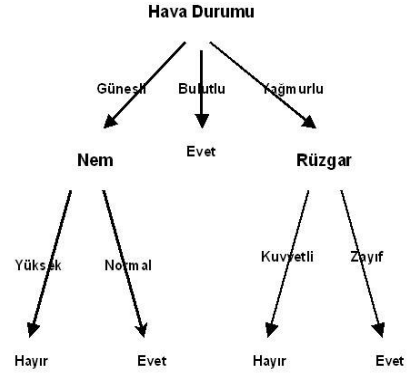 Hava Durumu
Güneşli Bulutlu Yağmurlu
Evet
Nem Rüzgar
Yüksek Normal Kuvvetli Zayıf
Hayır Evet Hayır Evet